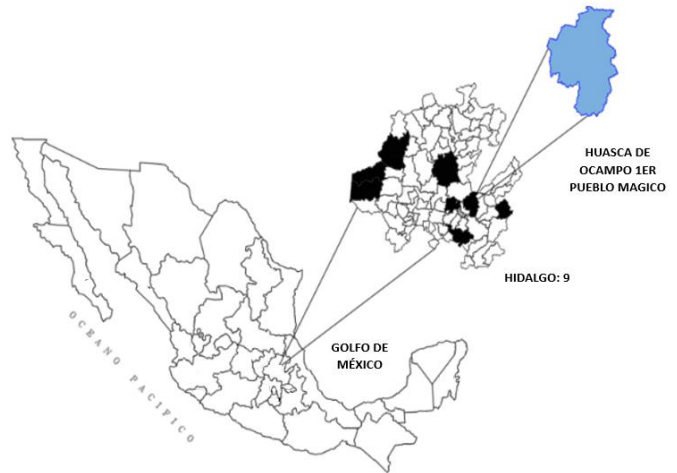 HUASCA DE
OCAMPO 1ER
PUEBLO MAGICO
HIDALGO: 9
GOLFO DE
MÉXICO
OCEANO PACIFICO